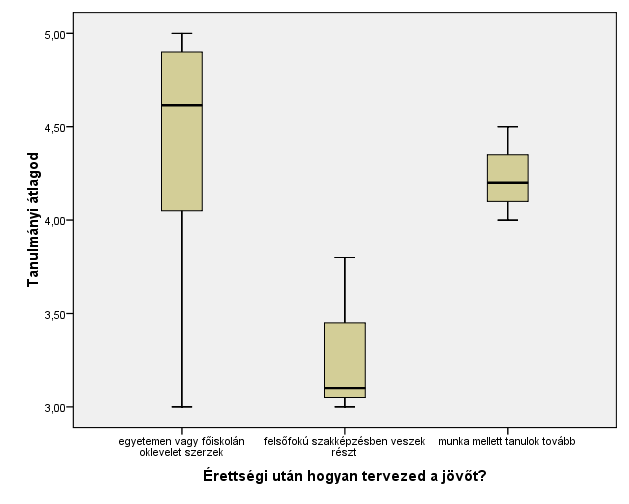 Tanulmányi átlagod
5,00
4,50
4,00
3,50
3,00
egyetemen vagy főiskolán
oklevelet szerzek
felsőfokú szakképzésben veszek
részt
munka mellett tanulok tovább
Érettségi után hogyan tervezed a jövőt?